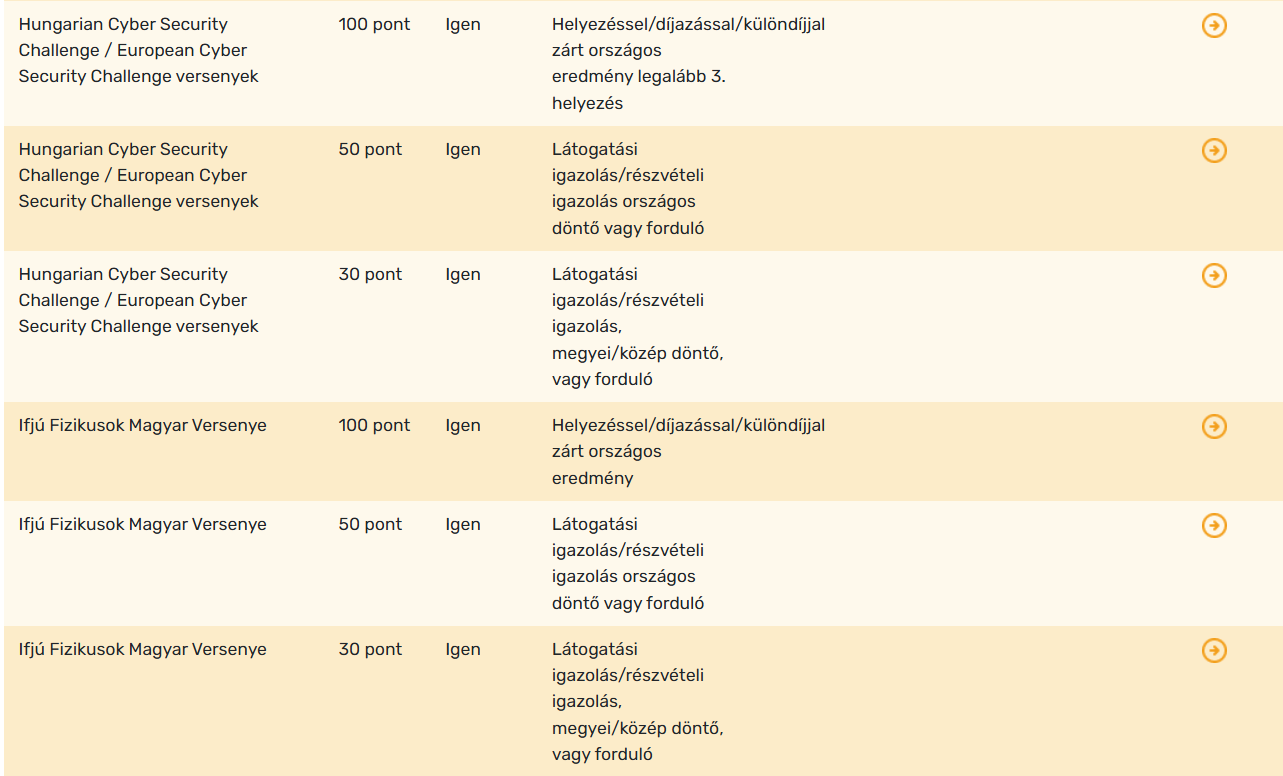 Hungarian Cyber Security
Challenge / European Cyber
Security Challenge versenyek
100 pont
Igen
Helyezéssel/díjazással/különdíjjal
zárt országos
eredmény legalább 3.
helyezés
Hungarian Cyber Security
Challenge / European Cyber
Security Challenge versenyek
50 pont
Igen
Látogatási
igazolás/részvételi
igazolás országos
döntő vagy forduló
Hungarian Cyber Security
Challenge / European Cyber
Security Challenge versenyek
30 pont
Igen
Látogatási
igazolás/részvételi
igazolás,
megyei/közép döntő,
vagy forduló
Ifjú Fizikusok Magyar Versenye
100 pont
Igen
Helyezéssel/díjazással/különdíjjal
zárt országos
eredmény
Ifjú Fizikusok Magyar Versenye
50 pont
Igen
Látogatási
igazolás/részvételi
igazolás országos
döntő vagy forduló
Ifjú Fizikusok Magyar Versenye
30 pont
Igen
Látogatási
igazolás/részvételi
igazolás,
megyei/közép döntő,
vagy forduló